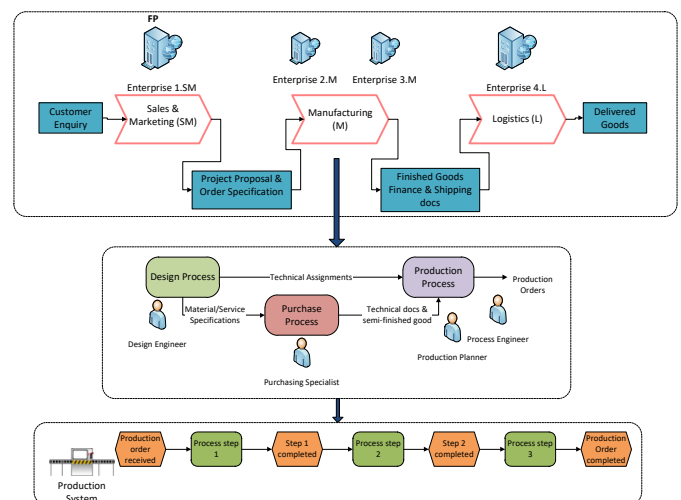 FP
Enterprise 1.SM
Enterprise 2.M
Enterprise 3.M
Enterprise 4.L
Customer
Enquiry
Sales &
Marketing (SM)
Manufacturing
(M)
Logistics (L)
Delivered
Goods
Project Proposal &
Order Specification
Finished Goods
Finance & Shipping
docs
Design Process
Technical Assignments
Production
Process
Production
Orders
Material/Service
Specifications
Purchase
Process
Technical docs &
semi-finished good
Design Engineer
Process Engineer
Production Planner
Purchasing Specialist
Production
order
received
Process step
1
Step 1
completed
Process step
2
Step 2
completed
Process step
3
Production
Order
completed
Production
System